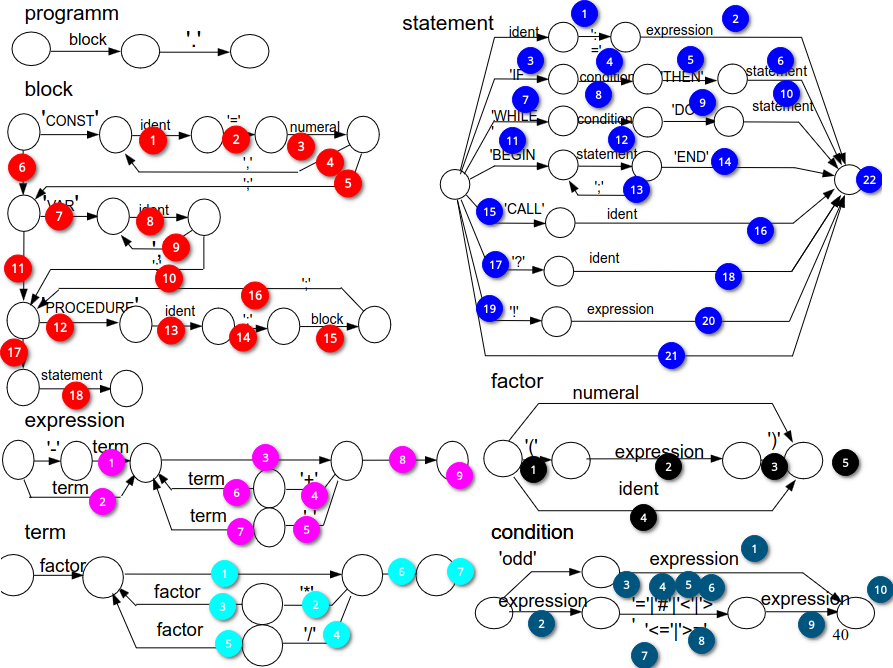 programm
block
'.'
block
'CONST'
ident
'='
numeral
1
2
3
4
','
5
';'
6
'VAR'
7
ident
8
9
','
';'
10
11
16
';'
'PROCEDURE'
12
ident
13
';'
14
block
15
17
statement
18
expression
'-'
term
1
term
2
3
term
6
'+'
4
term
7
'-'
5
8
9
term
factor
1
factor
3
'*'
2
factor
5
'/'
4
6
7
statement
ident
1
':
='
expression
2
'IF
3
condition
4
'THEN'
5
statement
6
'WHILE
'
7
condition
8
'DO'
9
statement
10
'BEGIN
11
statement
12
'END'
14
';'
13
15
'CALL'
ident
16
17
'?'
ident
18
19
'!'
expression
20
21
22
factor
numeral
'('
1
expression
2
')'
3
5
ident
4
condition
'odd'
expression
1
expression
2
3
4
5
6
'='|'#'|'<'|'>
'
'<='|'>='
7
8
expression
9
10
40